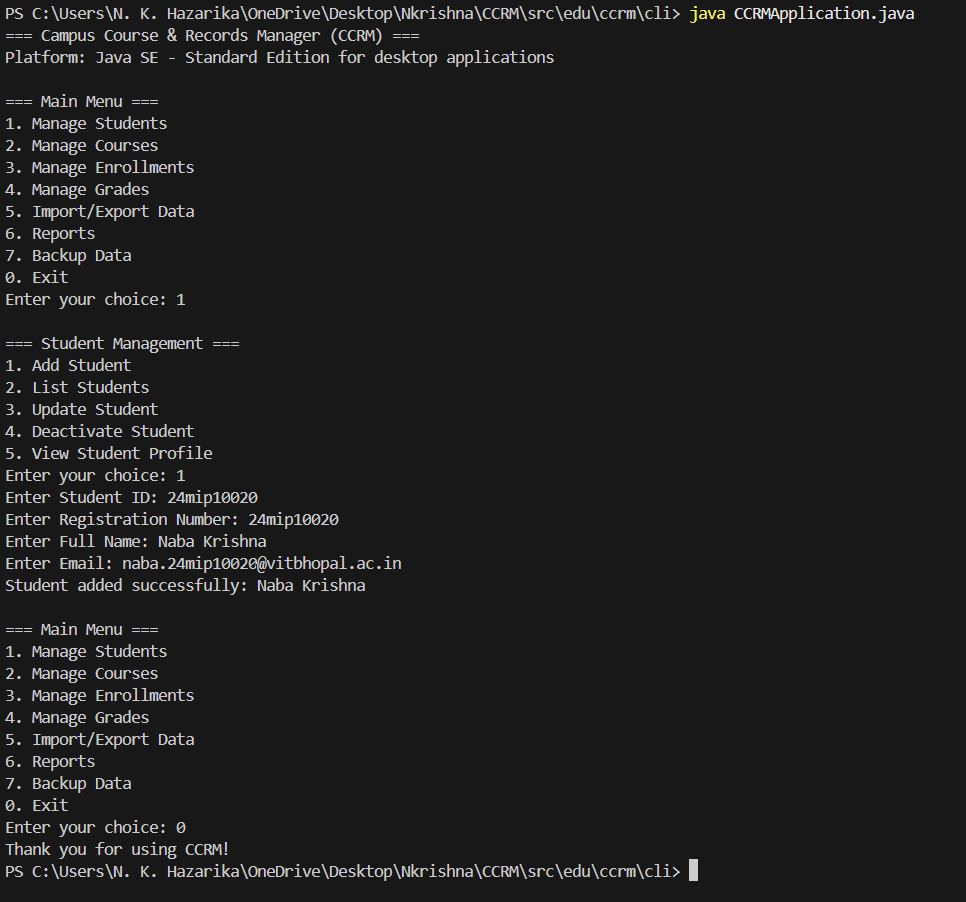 PS C:\Users\N. K. Hazarika\OneDrive\Desktop\Nkrishna\CCRM\src\edu\ccrm\cli> java CCRMApplication.java
=== Campus Course & Records Manager (CCRM) ===
Platform: Java SE - Standard Edition for desktop applications
=== Main Menu ===
1. Manage Students
2. Manage Courses
3. Manage Enrollments
4. Manage Grades
5. Import/Export Data
6. Reports
7. Backup Data
0. Exit
Enter your choice: 1
=== Student Management ===
1. Add Student
2. List Students
3. Update Student
4. Deactivate Student
5. View Student Profile
Enter your choice: 1
Enter Student ID: 24mip10020
Enter Registration Number: 24mip10020
Enter Full Name: Naba Krishna
Enter Email: naba.24mip10020@vitbhopal.ac.in
Student added successfully: Naba Krishna
=== Main Menu ===
1. Manage Students
2. Manage Courses
3. Manage Enrollments
4. Manage Grades
5. Import/Export Data
6. Reports
7. Backup Data
0. Exit
Enter your choice: 0
Thank you for using CCRM!
PS C:\Users\N. K. Hazarika\OneDrive\Desktop\Nkrishna\CCRM\src\edu\ccrm\cli>